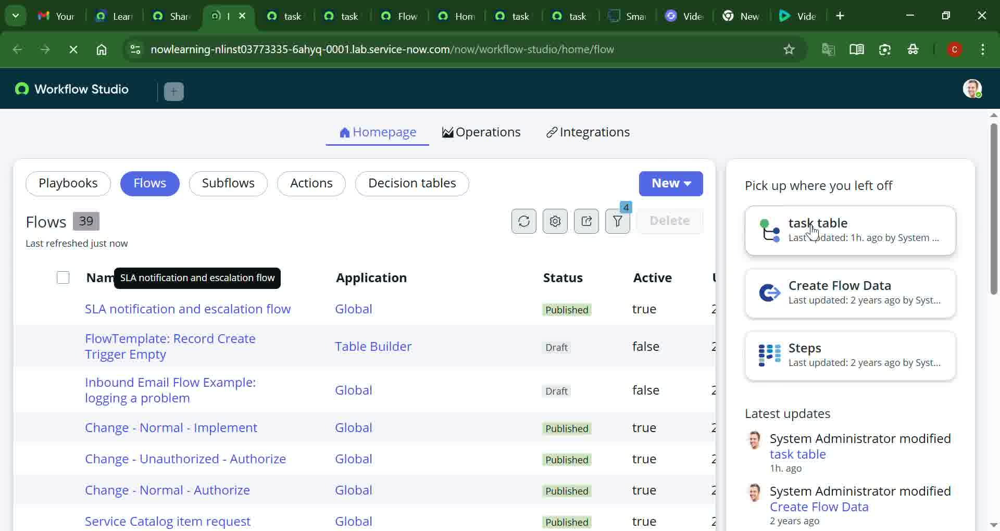 Your
Lear
Shar
task
task
Flow
Hom
task
task
Sma
Vide
New
Vide
nowlearning-nlinst03773335-6ahyq-0001.lab.service-now.com/now/workflow-studio/home/flow
C
Workflow Studio
Homepage
Operations
Integrations
Playbooks
Flows
Subflows
Actions
Decision tables
New
Flows 39
4
Delete
Last refreshed just now
Nam
SLA notification and escalation flow
Application
Status
Active
SLA notification and escalation flow
Global
Published
true
2
FlowTemplate: Record Create
Trigger Empty
Table Builder
Draft
false
2
Inbound Email Flow Example:
logging a problem
Global
Draft
false
2
Change - Normal - Implement
Global
Published
true
2
Change - Unauthorized - Authorize
Global
Published
true
2
Change - Normal - Authorize
Global
Published
true
2
Service Catalog item request
Global
Published
true
2
Pick up where you left off
task table
Last updated: 1h. ago by System ...
Create Flow Data
Last updated: 2 years ago by Syst...
Steps
Last updated: 2 years ago by Syst...
Latest updates
System Administrator modified
task table
1h. ago
System Administrator modified
Create Flow Data
2 years ago